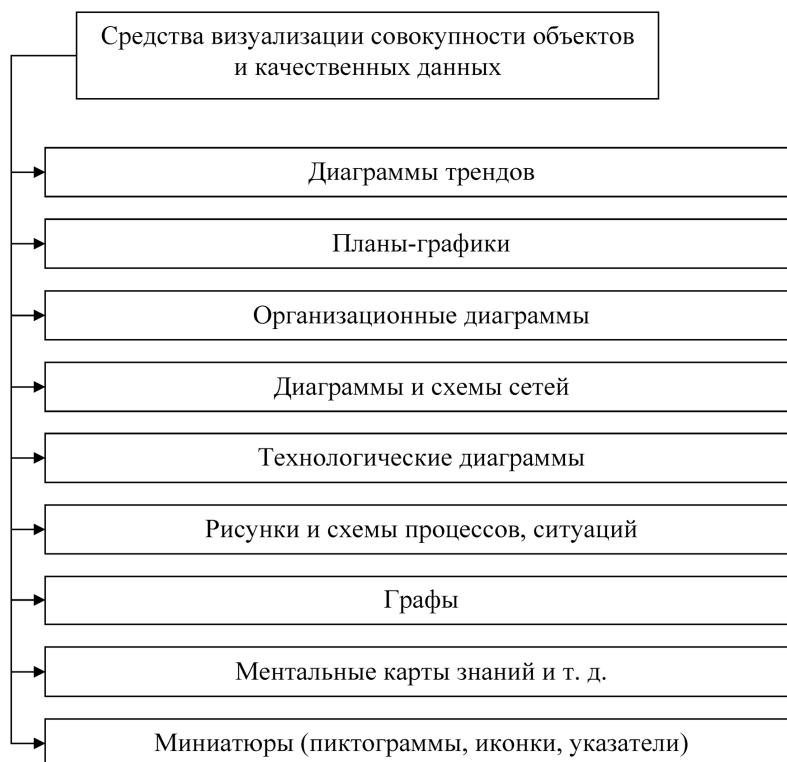 Средства визуализации совокупности объектов
и качественных данных
Диаграммы трендов
Планы-графики
Организационные диаграммы
Диаграммы и схемы сетей
Технологические диаграммы
Рисунки и схемы процессов, ситуаций
Графы
Ментальные карты знаний и т. д.
Миниатюры (пиктограммы, иконки, указатели)